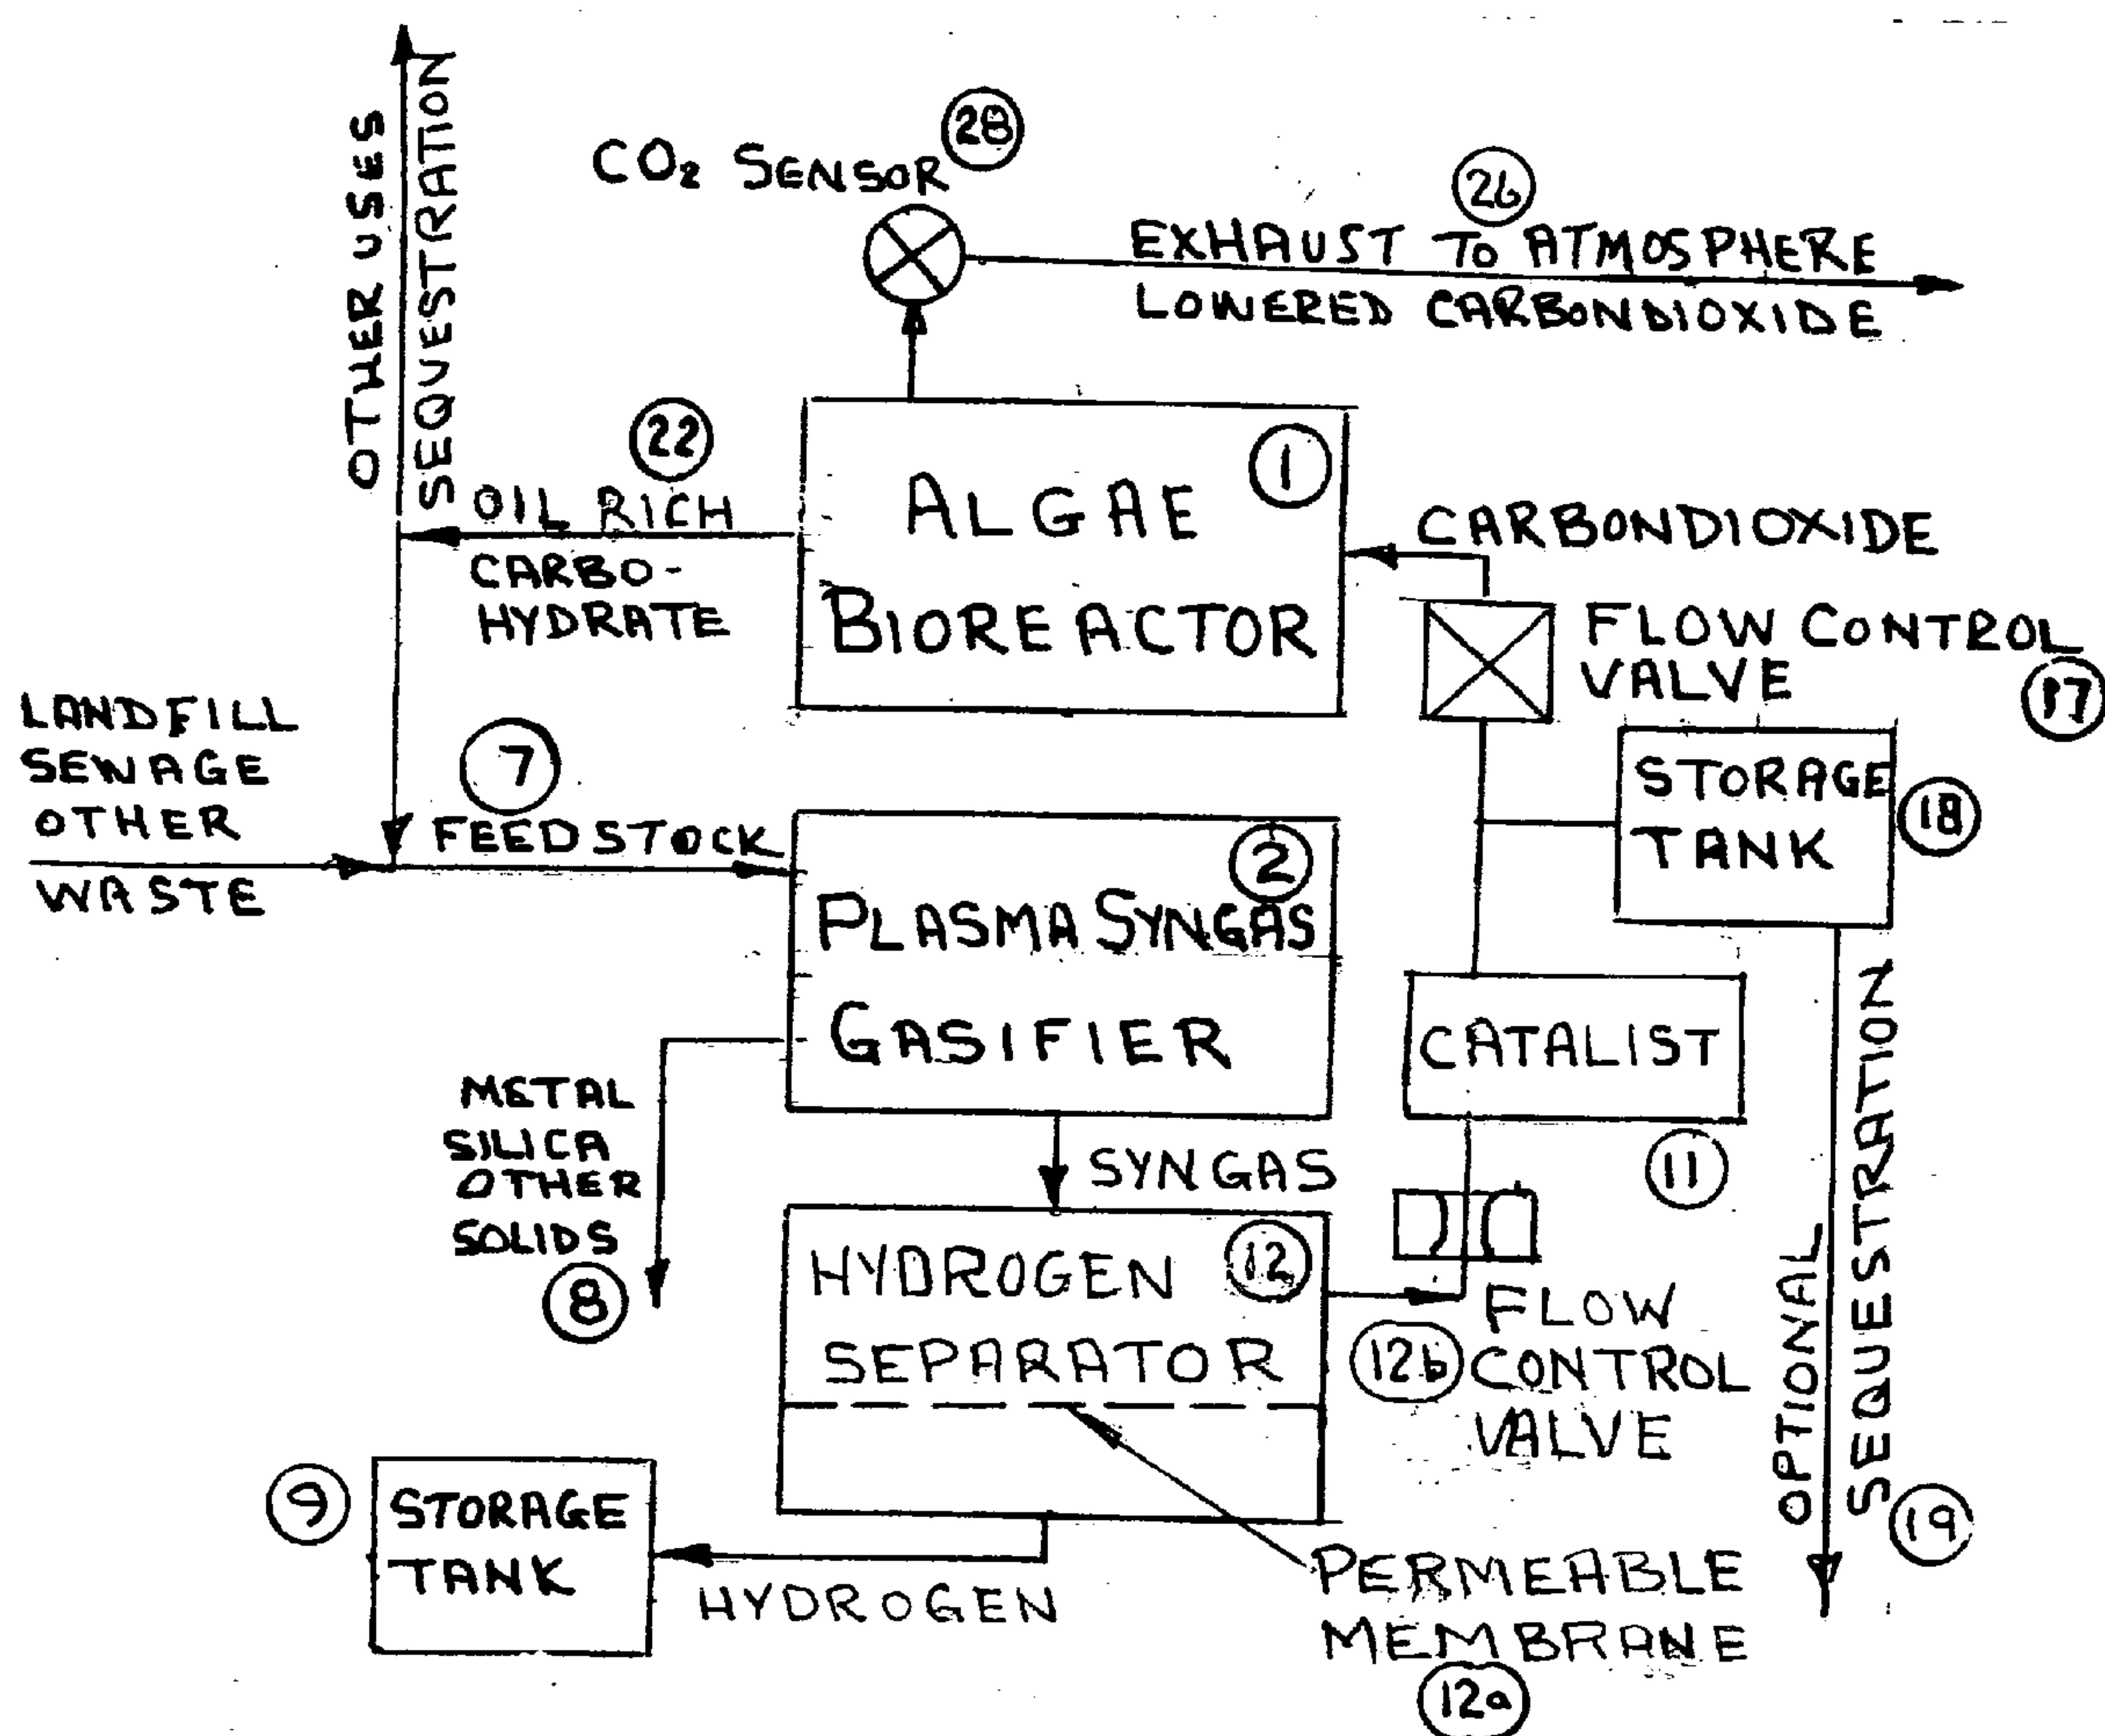 OTHER USES
SEQUESTRATION
CO₂ SENSOR
28
26
EXHAUST TO ATMOSPHERE
LOWERED CARBONDIOXIDE
22
OIL RICH
CARBO-
HYDRATE
1
ALGAE
BIOREACTOR
CARBONDIOXIDE
FLOW CONTROL
VALVE
17
LANDFILL
SEWAGE
OTHER
WASTE
7
FEEDSTOCK
STORAGE
TANK
18
2
PLASMA SYNGAS
GASIFIER
CATALIST
11
METAL
SILICA
OTHER
SOLIDS
8
SYNGAS
HYDROGEN
SEPARATOR
12
12b
FLOW
CONTROL
VALVE
OPTIONAL
SEQUESTRATION
19
9
STORAGE
TANK
HYDROGEN
PERMEABLE
MEMBRANE
12a